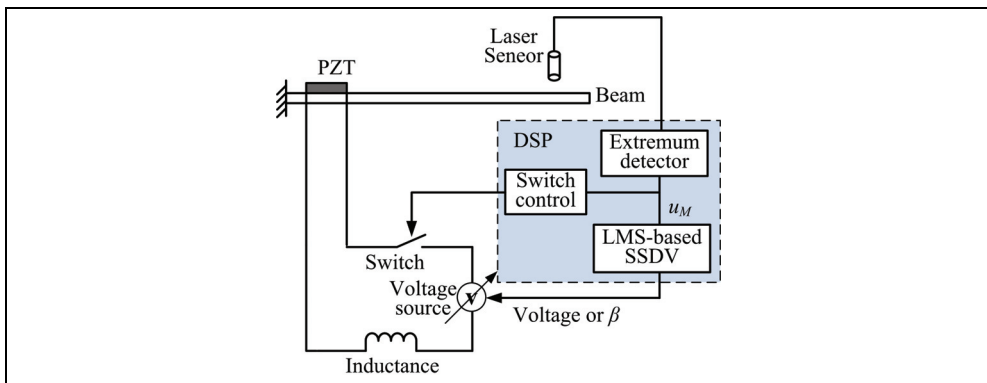 Laser
Seneor
PZT
Beam
DSP
Extremum
detector
Switch
control
u_M
LMS-based
SSDV
Switch
Voltage
source
V
Voltage or β
Inductance